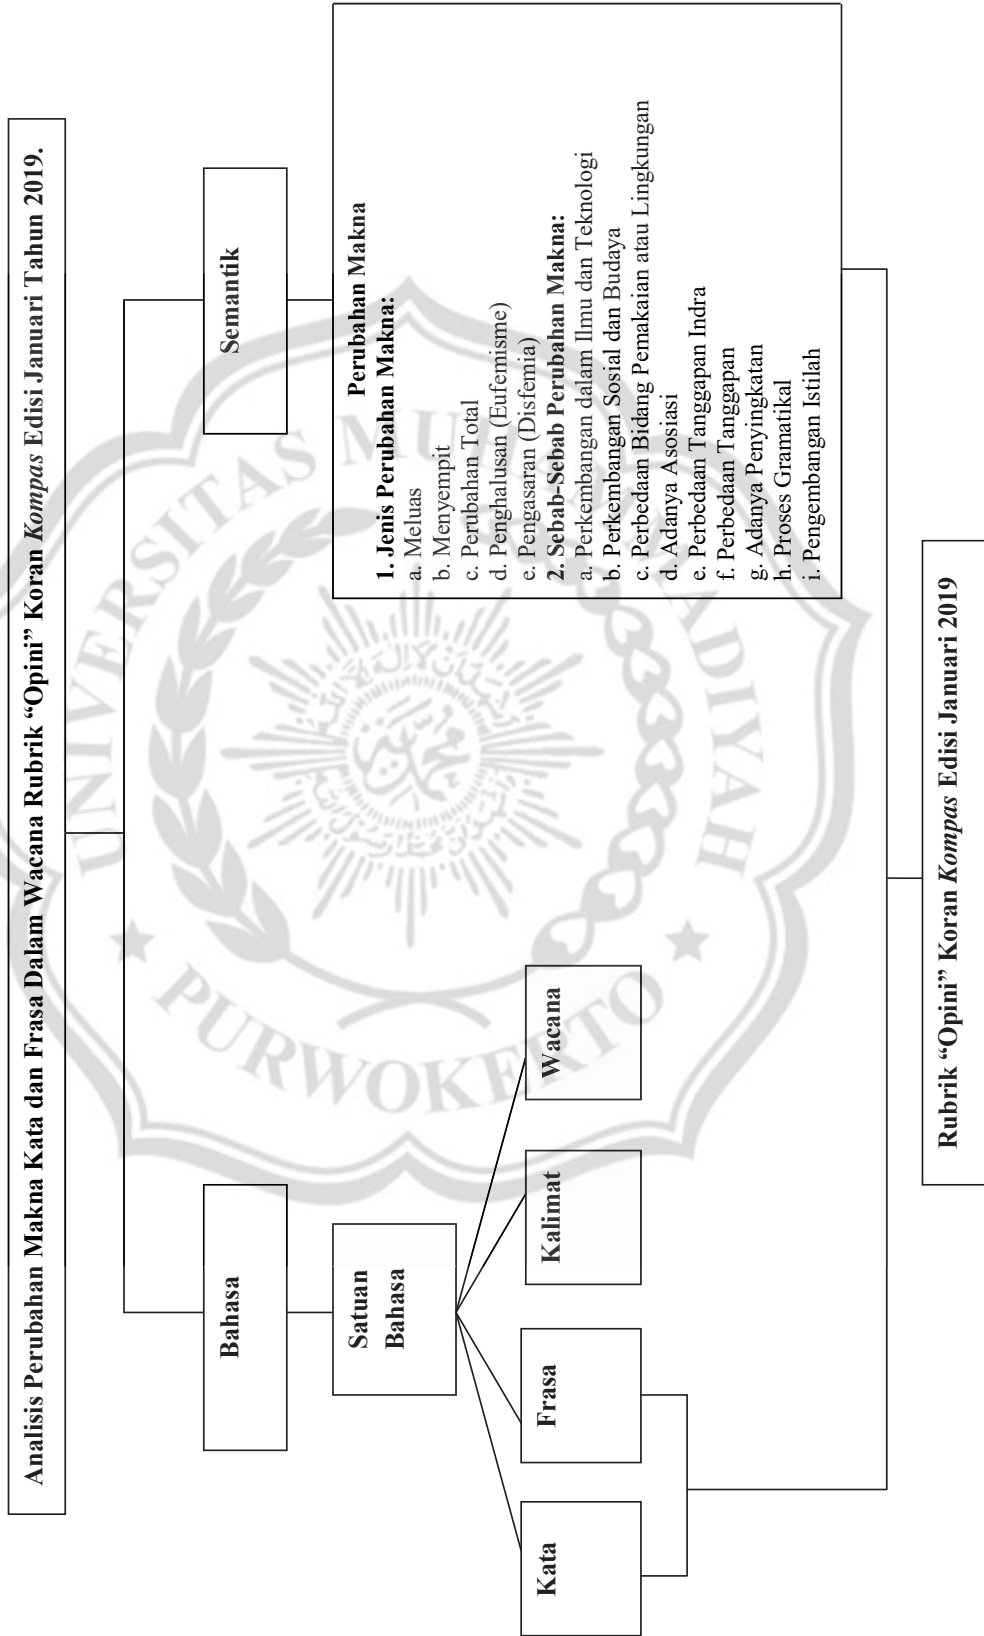 Analisis Perubahan Makna Kata dan Frasa Dalam Wacana Rubrik “Opini” Koran Kompas Edisi Januari Tahun 2019.
Bahasa
Semantik
Satuan
Bahasa
Kata
Frasa
Kalimat
Wacana
Perubahan Makna
1. Jenis Perubahan Makna:
a. Meluas
b. Menyempit
c. Perubahan Total
d. Penghalusan (Eufemisme)
e. Pengasaran (Disfemia)
2. Sebab-Sebab Perubahan Makna:
a. Perkembangan dalam Ilmu dan Teknologi
b. Perkembangan Sosial dan Budaya
c. Perbedaan Bidang Pemakaian atau Lingkungan
d. Adanya Asosiasi
e. Perbedaan Tanggapan Indra
f. Perbedaan Tanggapan
g. Adanya Penyingkatan
h. Proses Gramatikal
i. Pengembangan Istilah
Rubrik “Opini” Koran Kompas Edisi Januari 2019
UNIVERSITAS MUHAMMADIYAH
PURWOKERTO